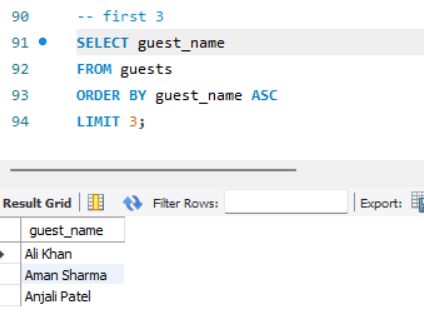 90 -- first 3
91 SELECT guest_name
92 FROM guests
93 ORDER BY guest_name ASC
94 LIMIT 3;
Result Grid Filter Rows: Export:
guest_name
Ali Khan
Aman Sharma
Anjali Patel